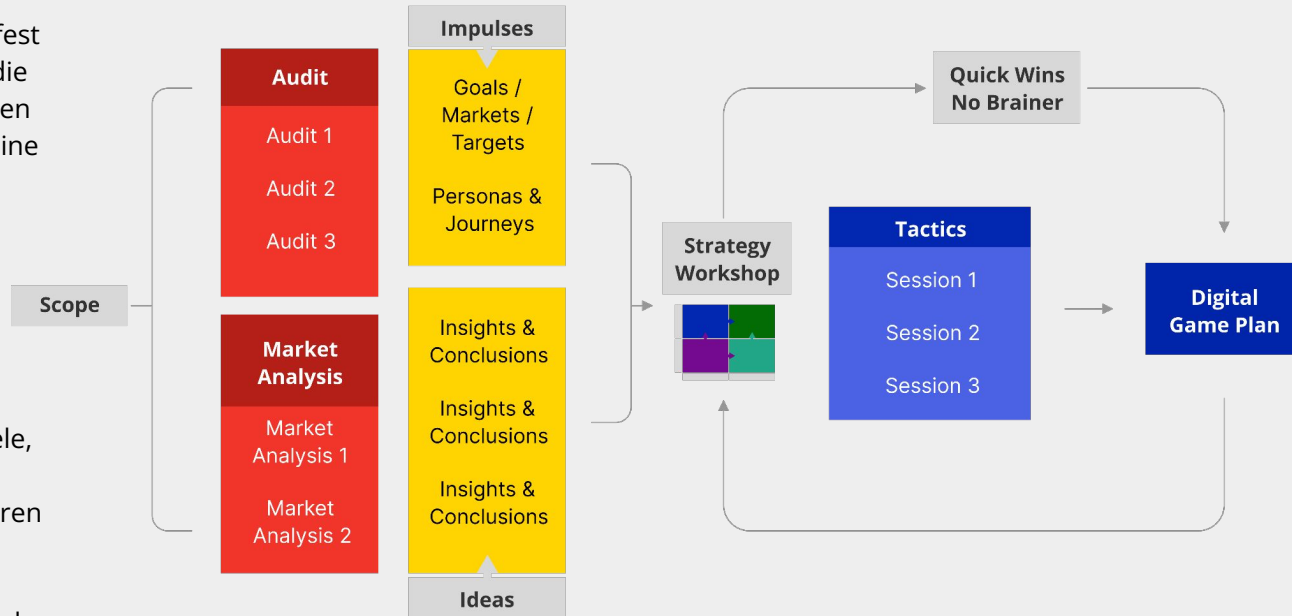 fest
die
en
ine
ele,
ren
Scope
Audit
Audit 1
Audit 2
Audit 3
Market
Analysis
Market
Analysis 1
Market
Analysis 2
Impulses
Goals /
Markets /
Targets
Personas &
Journeys
Insights &
Conclusions
Insights &
Conclusions
Insights &
Conclusions
Ideas
Strategy
Workshop
Quick Wins
No Brainer
Tactics
Session 1
Session 2
Session 3
Digital
Game Plan